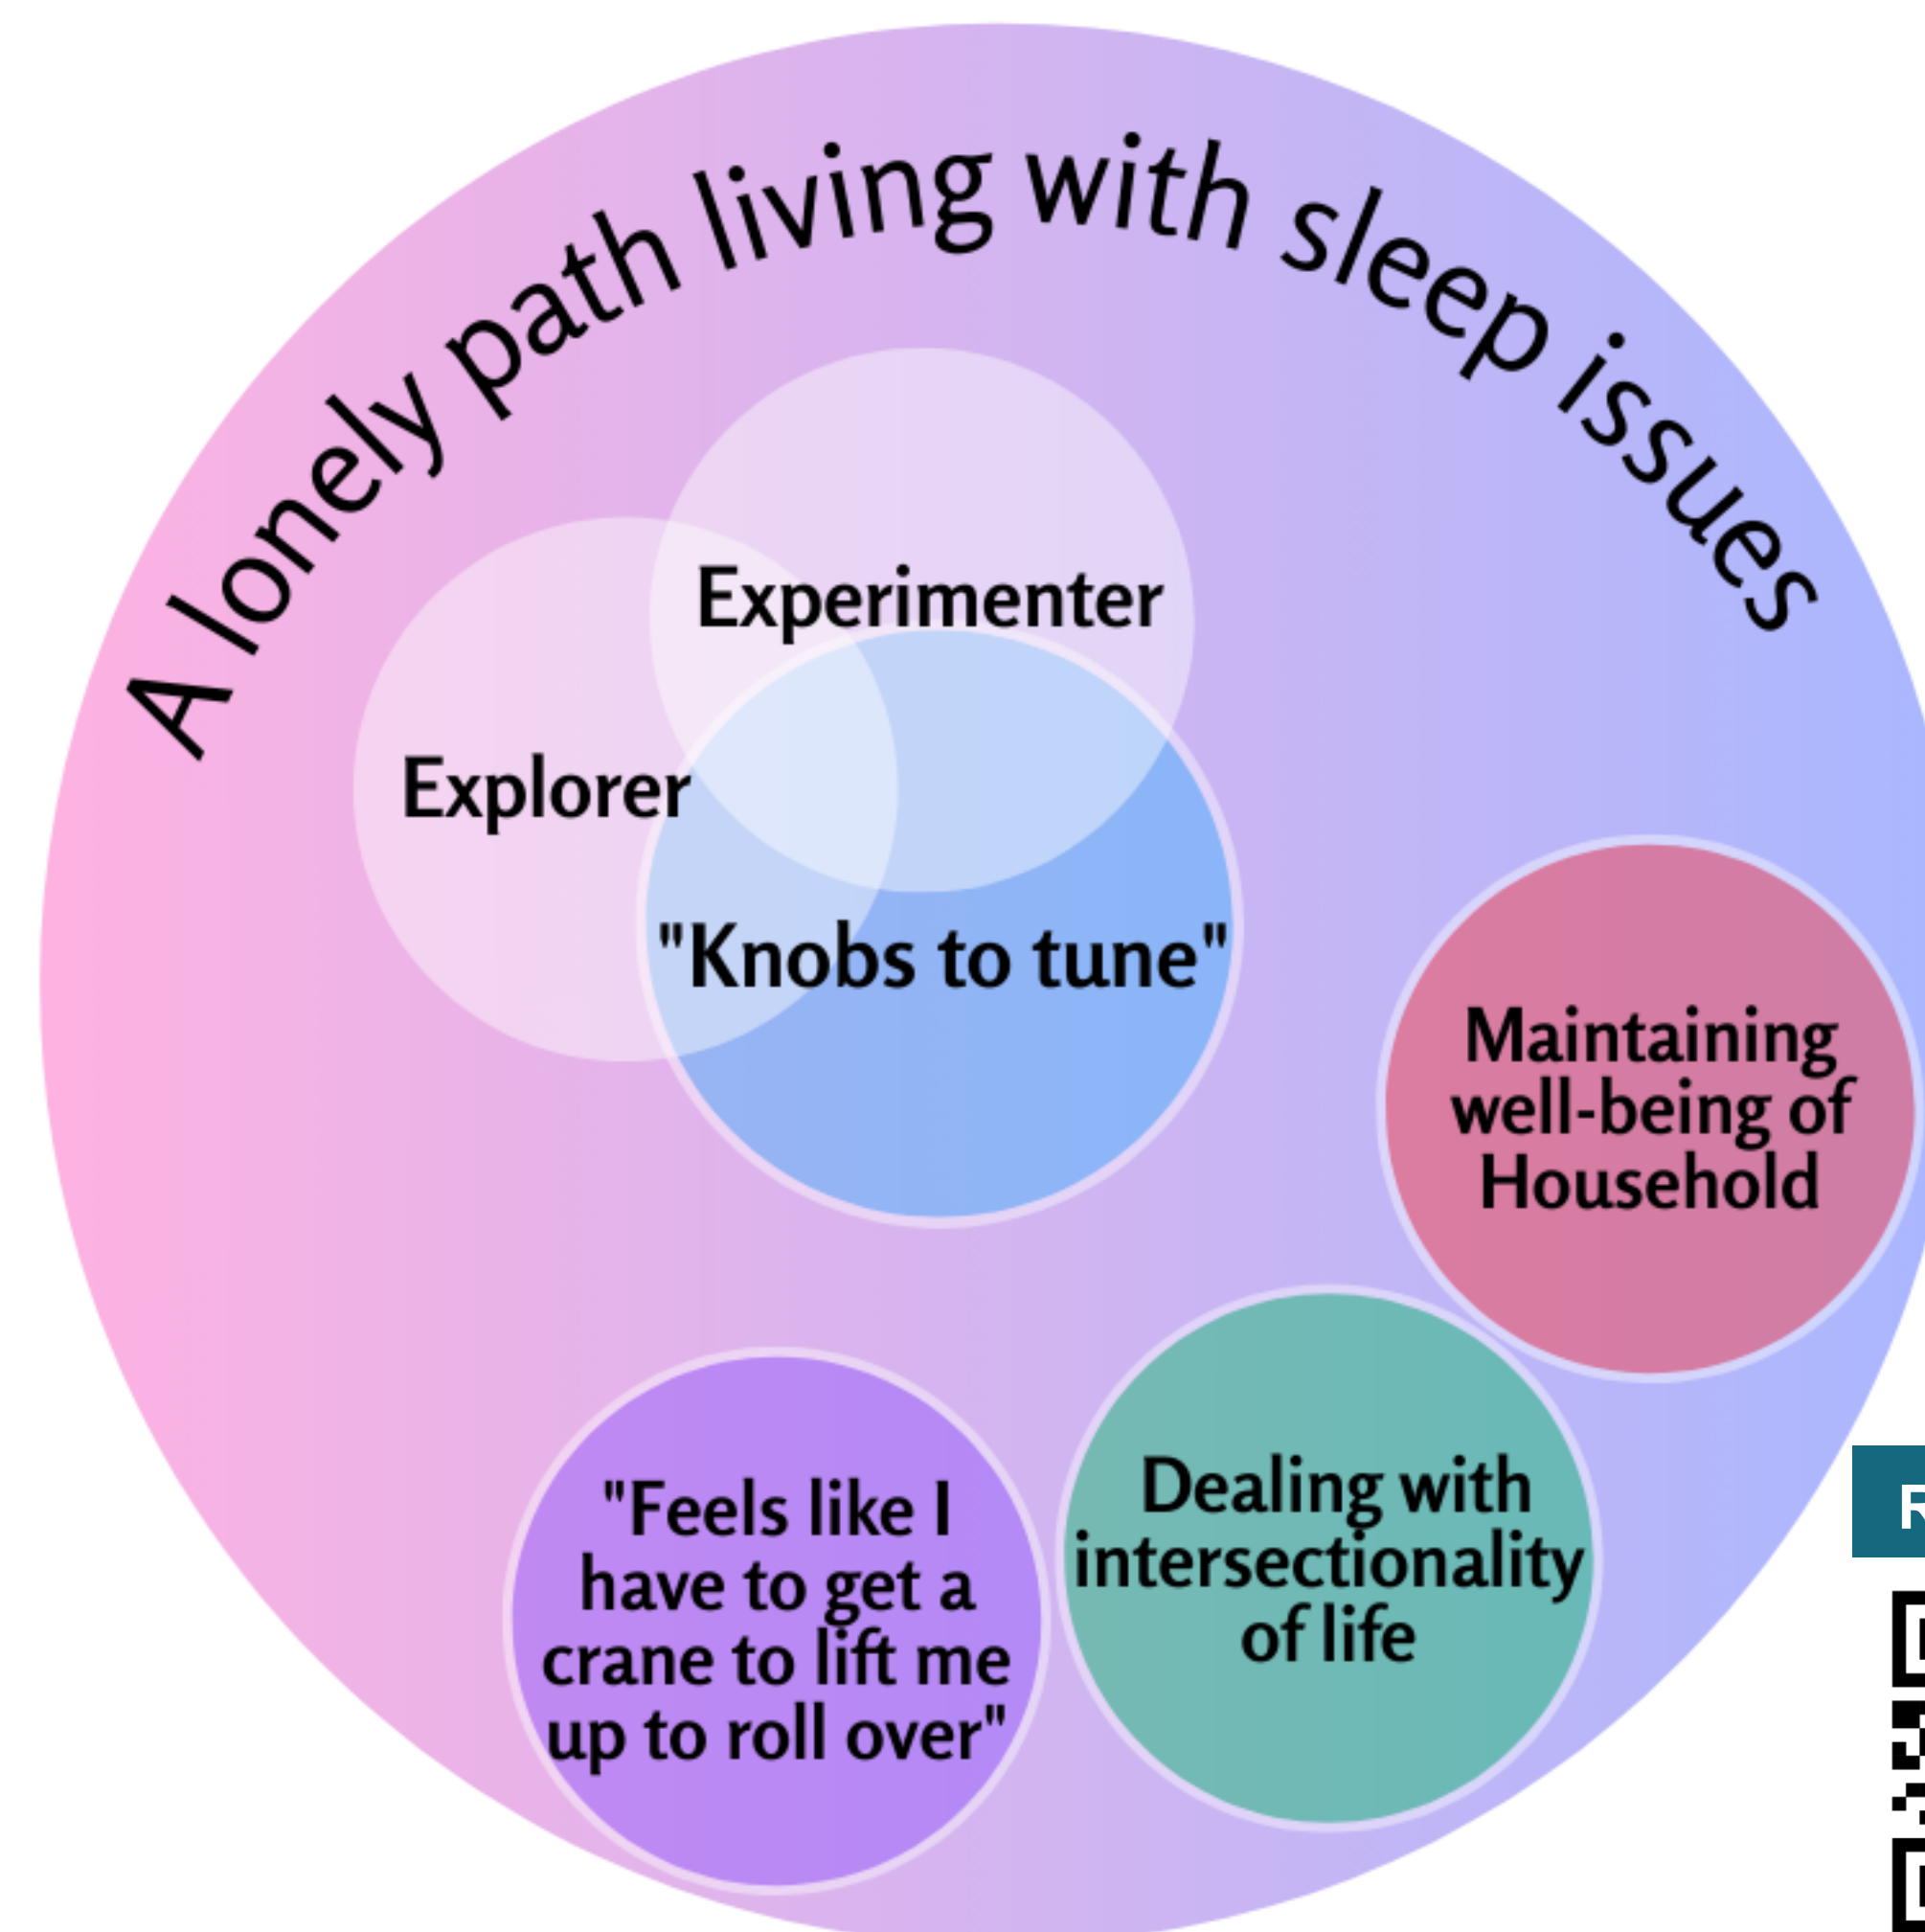 A lonely path living with sleep issues
Experimenter
Explorer
"Knobs to tune"
Maintaining
well-being of
Household
"Feels like I
have to get a
crane to lift me
up to roll over"
Dealing with
intersectionality
of life